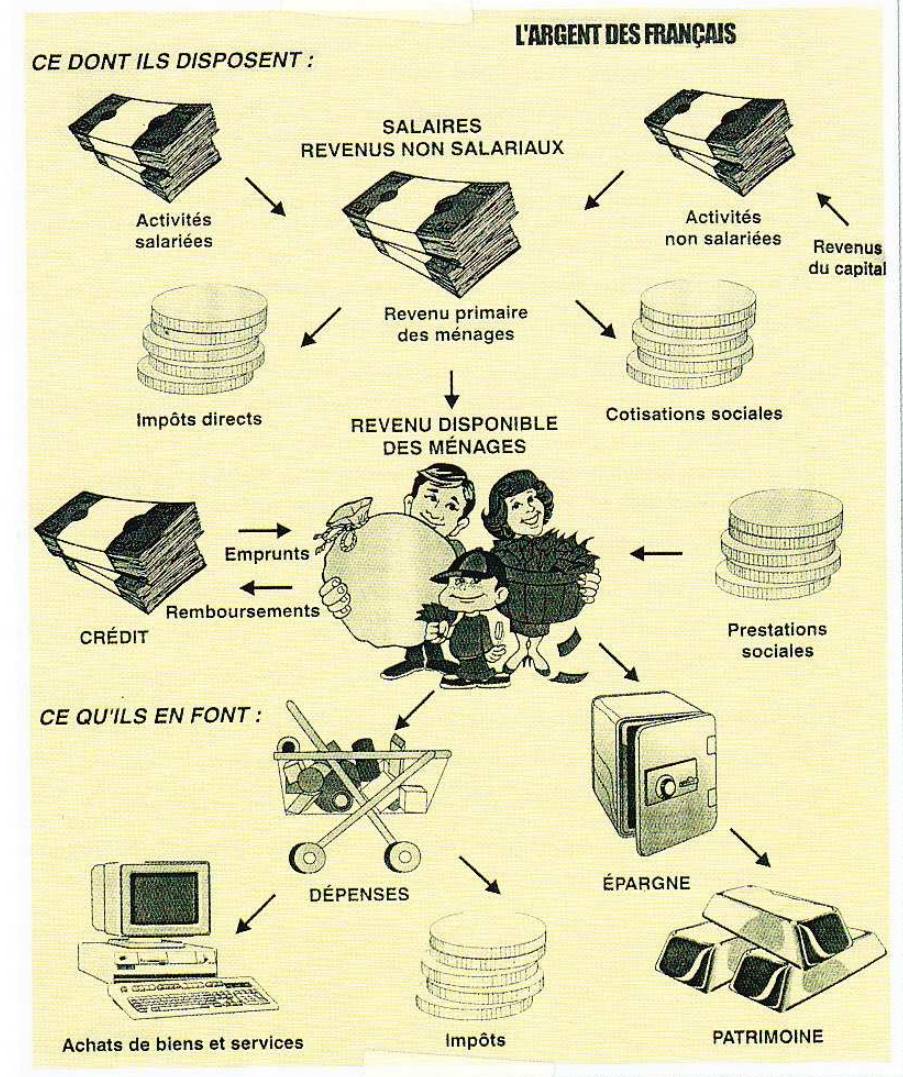 L'ARGENT DES FRANÇAIS
CE DONT ILS DISPOSENT :
SALAIRES
REVENUS NON SALARIAUX
Activités
salariées
Activités
non salariées
Revenus
du capital
Revenu primaire
des ménages
Impôts directs
Cotisations sociales
REVENU DISPONIBLE
DES MÉNAGES
Emprunts
Remboursements
CRÉDIT
Prestations
sociales
CE QU'ILS EN FONT :
DÉPENSES
ÉPARGNE
Achats de biens et services
Impôts
PATRIMOINE